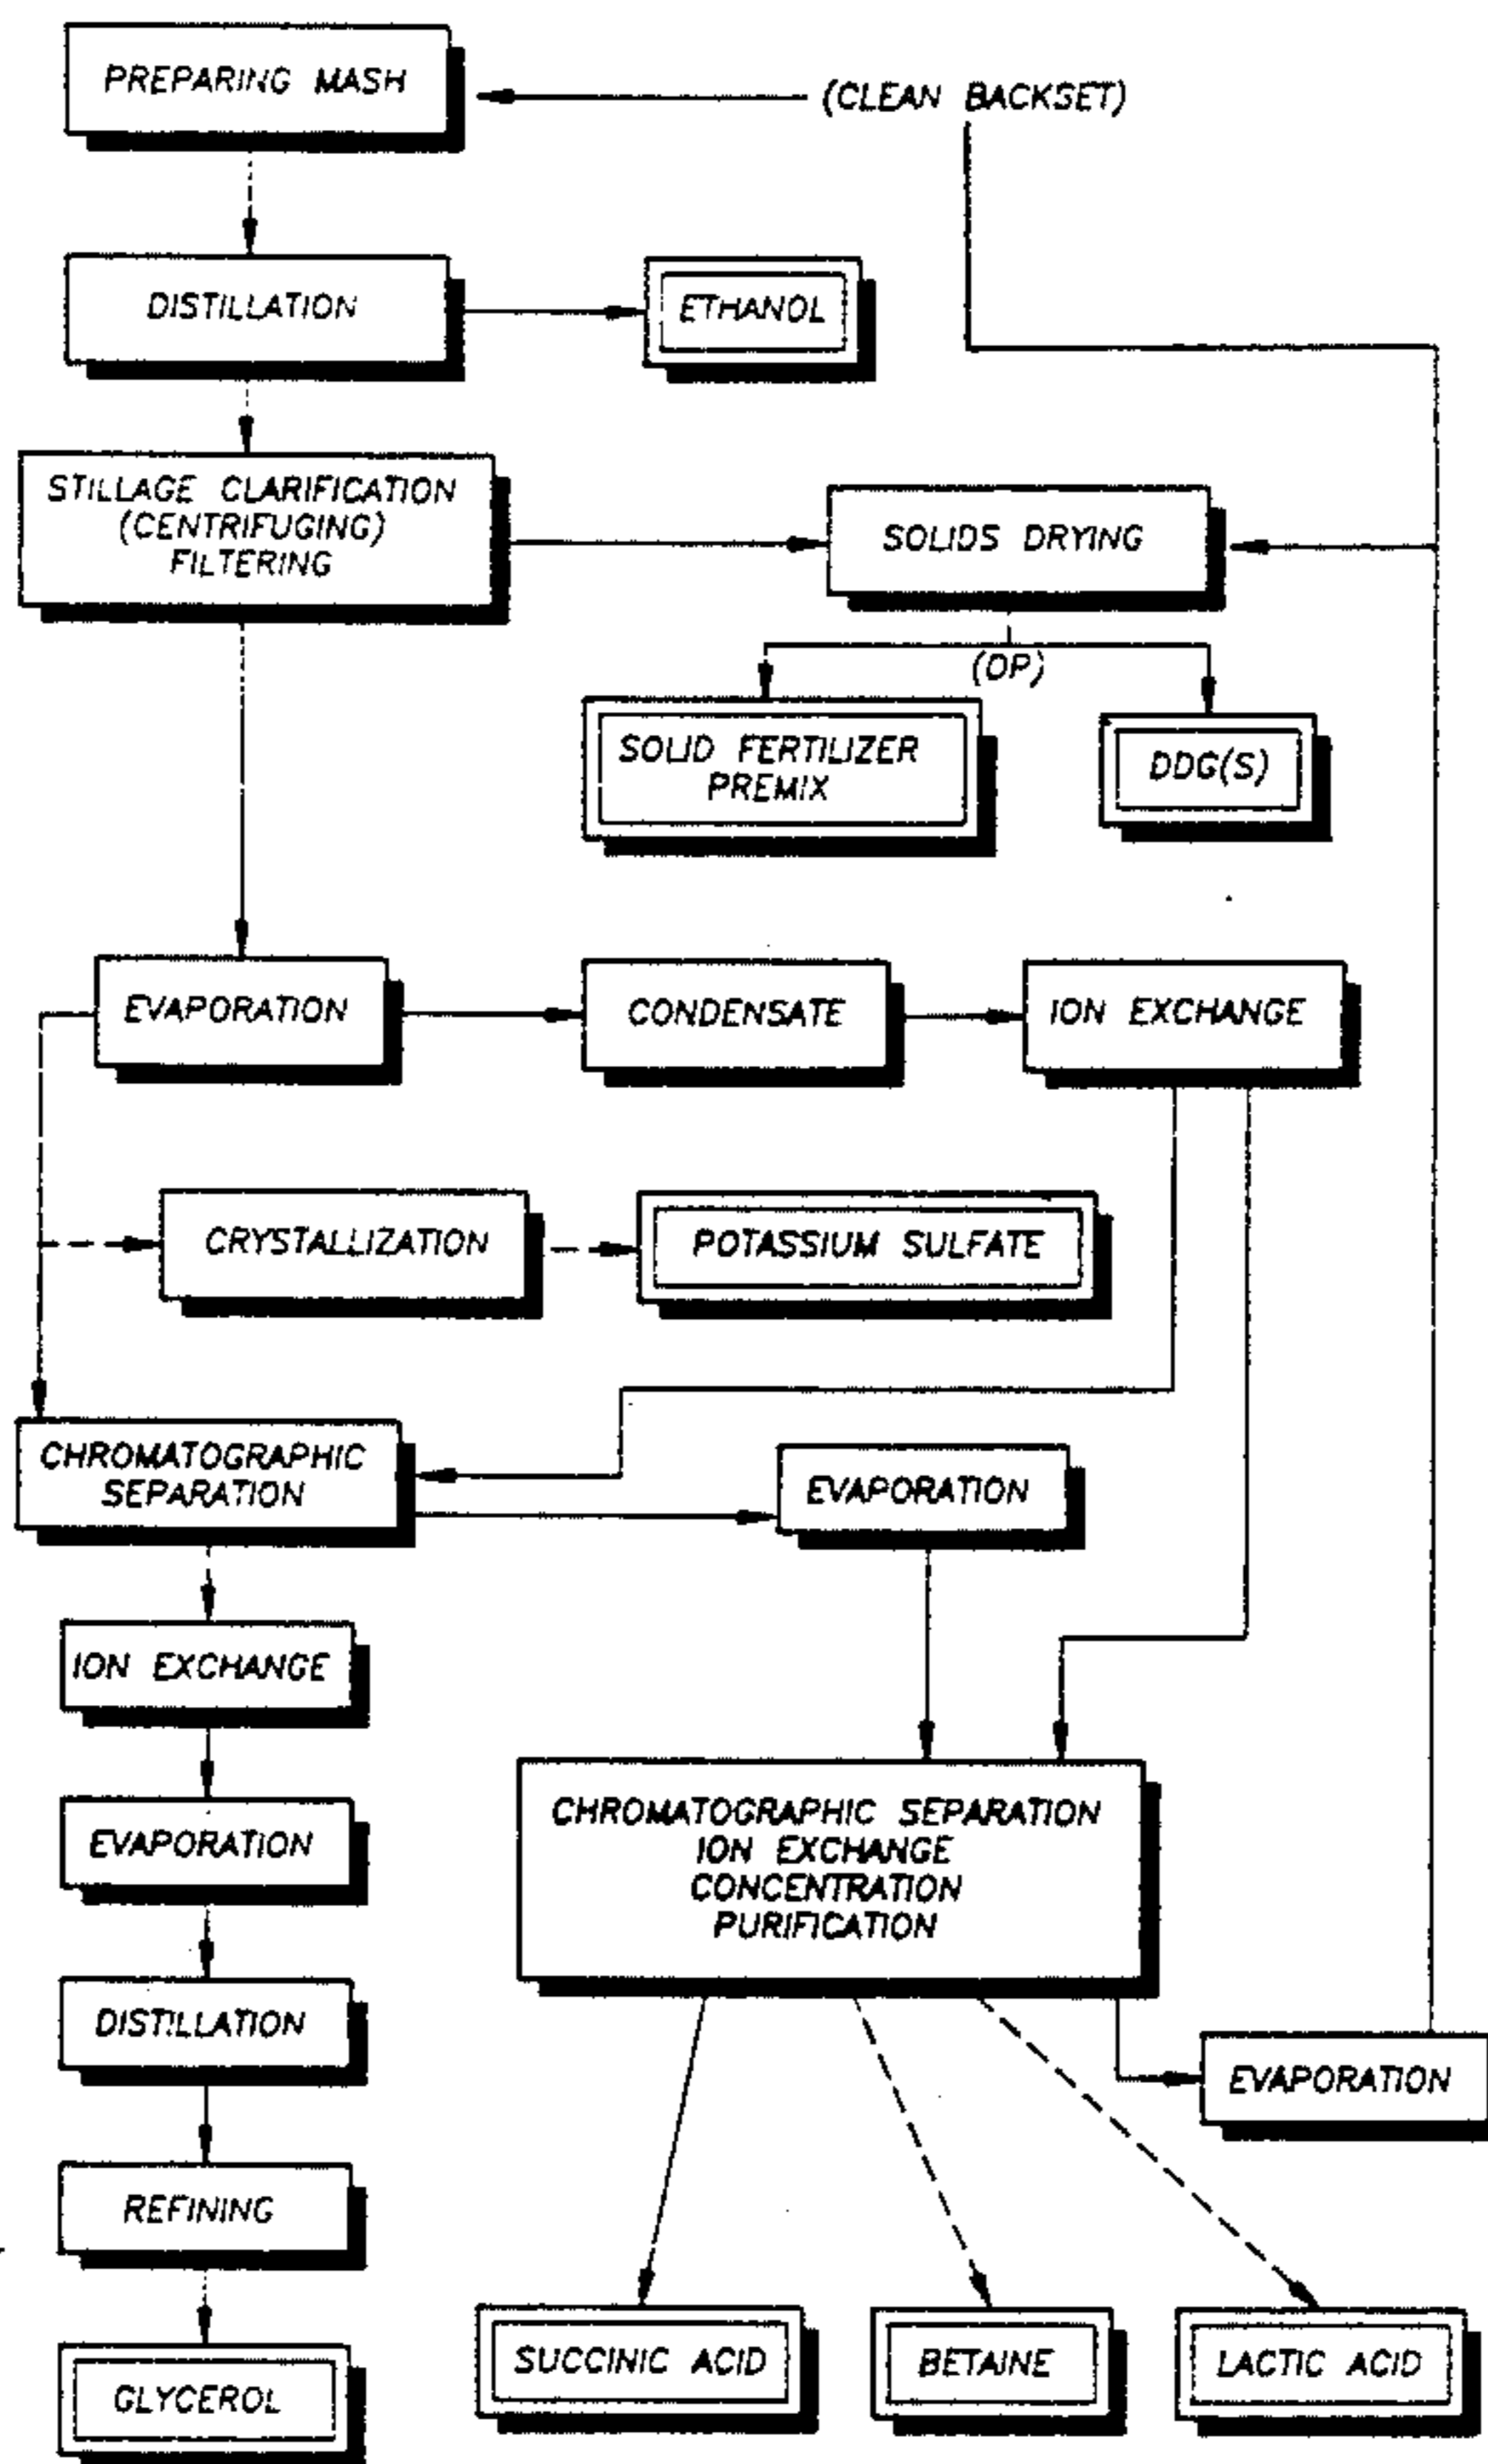 PREPARING MASH
(CLEAN BACKSET)
DISTILLATION
ETHANOL
STILLAGE CLARIFICATION
(CENTRIFUGING)
FILTERING
SOLIDS DRYING
(OP)
SOLID FERTILIZER
PREMIX
DDG(S)
EVAPORATION
CONDENSATE
ION EXCHANGE
CRYSTALLIZATION
POTASSIUM SULFATE
CHROMATOGRAPHIC
SEPARATION
EVAPORATION
ION EXCHANGE
EVAPORATION
CHROMATOGRAPHIC SEPARATION
ION EXCHANGE
CONCENTRATION
PURIFICATION
DISTILLATION
EVAPORATION
REFINING
GLYCEROL
SUCCINIC ACID
BETAINE
LACTIC ACID